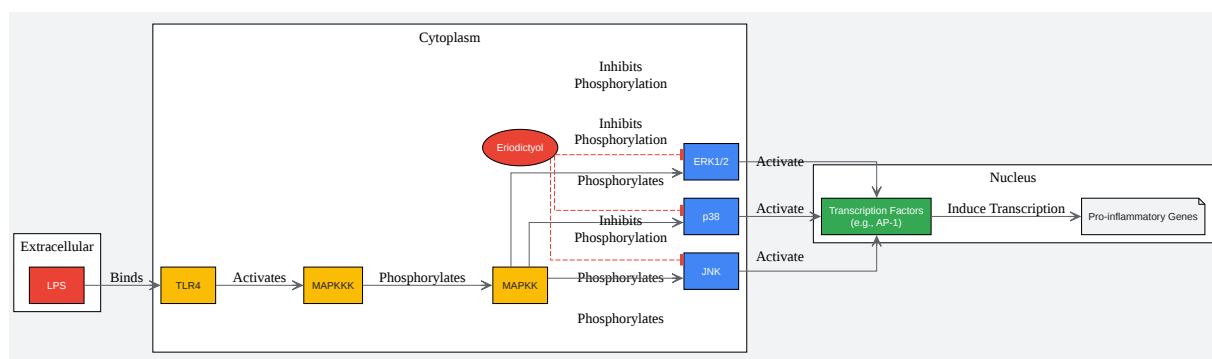 Cytoplasm
Inhibits
Phosphorylation
Inhibits
Phosphorylation
Eriodictyol
ERK1/2
Activate
Phosphorylates
Nucleus
Inhibits
Phosphorylation
p38
Activate
Transcription Factors
(e.g., AP-1)
Induce Transcription
Pro-inflammatory Genes
Extracellular
LPS
Binds
TLR4
Activates
MAPKKK
Phosphorylates
MAPKK
Phosphorylates
JNK
Activate
Phosphorylates